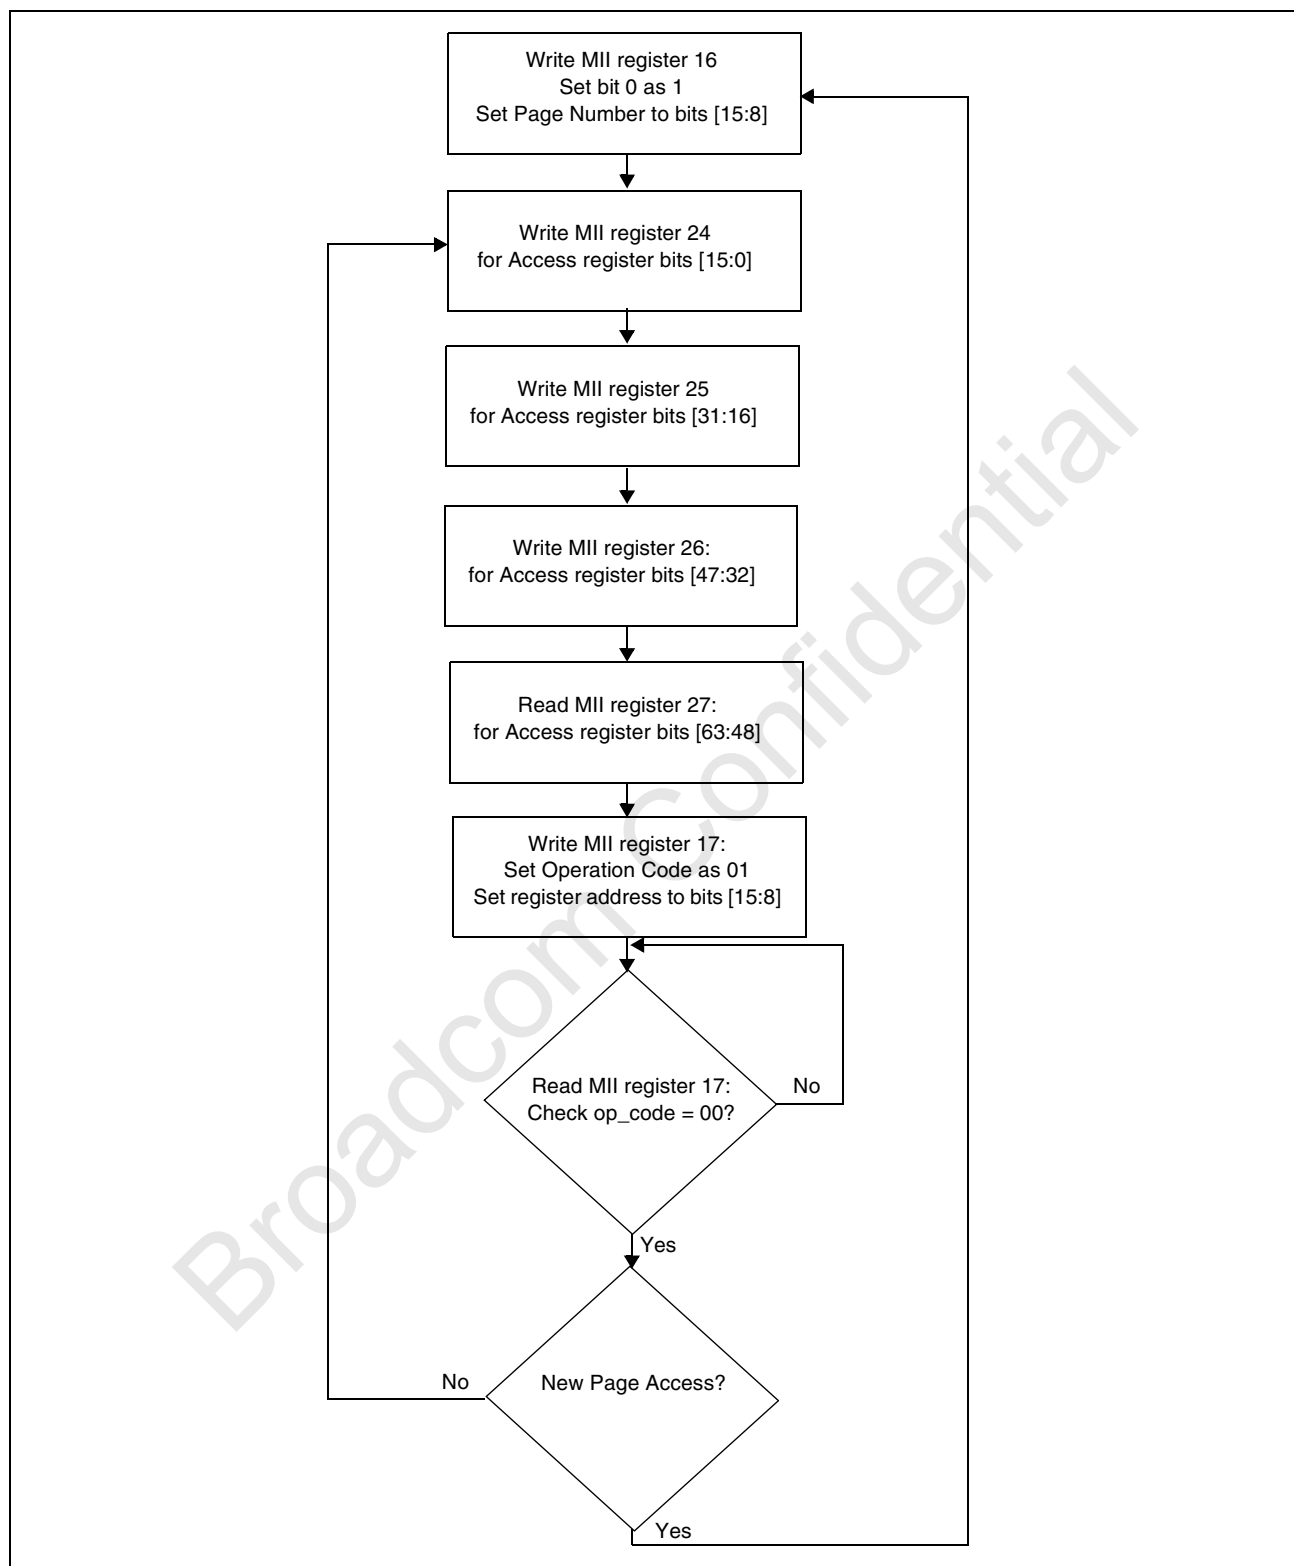 Write MII register 16
Set bit 0 as 1
Set Page Number to bits [15:8]
Write MII register 24
for Access register bits [15:0]
Write MII register 25
for Access register bits [31:16]
Write MII register 26:
for Access register bits [47:32]
Read MII register 27:
for Access register bits [63:48]
Write MII register 17:
Set Operation Code as 01
Set register address to bits [15:8]
Read MII register 17:
Check op_code = 00?
No
Yes
New Page Access?
No
Yes
Broadcom Confidential